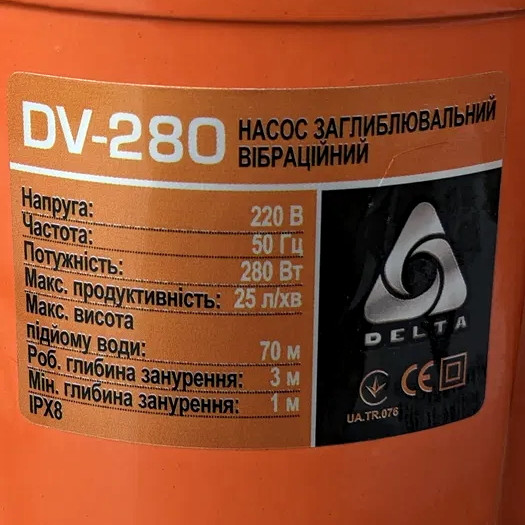 DV-280
НАСОС ЗАГЛИБЛЮВАЛЬНИЙ
ВІБРАЦІЙНИЙ
Напруга: 220 В
Частота: 50 Гц
Потужність: 280 Вт
Макс. продуктивність: 25 л/хв
Макс. висота
підйому води: 70 м
Роб. глибина занурення: 3 м
Мін. глибина занурення: 1 м
IPX8
DELTA
CE
UA.TR.076